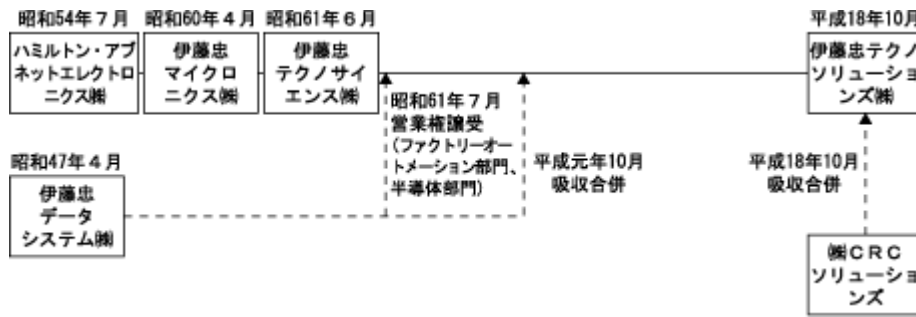 昭和54年７月
ハミルトン・アブ
ネットエレクトロ
ニクス㈱
昭和60年４月
伊藤忠
マイクロ
ニクス㈱
昭和61年６月
伊藤忠
テクノサイ
エンス㈱
平成18年10月
伊藤忠テクノ
ソリューショ
ンズ㈱
昭和61年７月
営業権譲受
（ファクトリーオー
トメーション部門、
半導体部門）
平成元年10月
吸収合併
平成18年10月
吸収合併
昭和47年４月
伊藤忠
データ
システム㈱
㈱ＣＲＣ
ソリューショ
ンズ